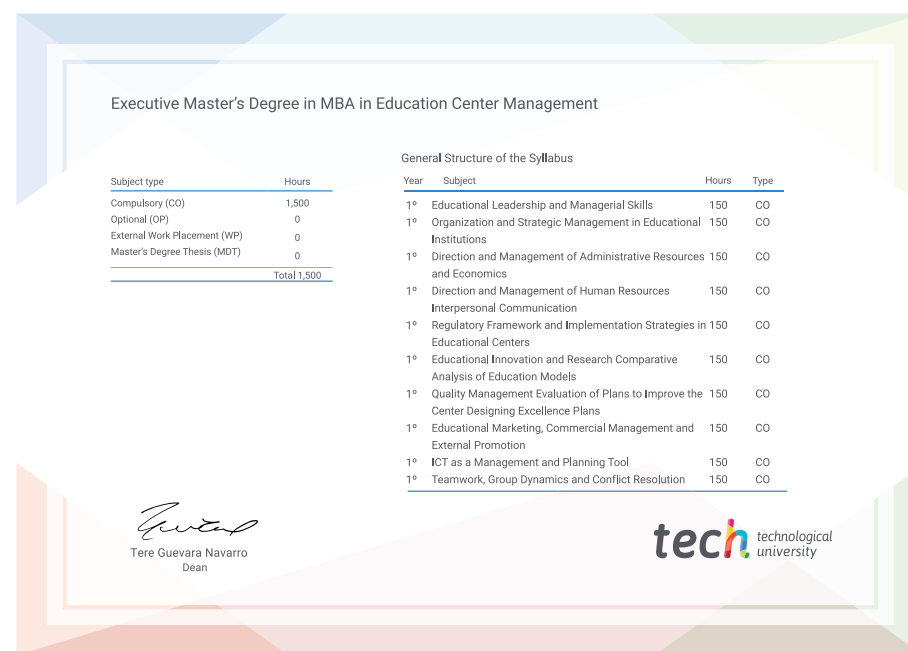 Executive Master's Degree in MBA in Education Center Management
Subject type Hours
Compulsory (CO) 1,500
Optional (OP) 0
External Work Placement (WP) 0
Master's Degree Thesis (MDT) 0
Total 1,500
General Structure of the Syllabus
Year Subject Hours Type
1º Educational Leadership and Managerial Skills 150 CO
1º Organization and Strategic Management in Educational 150 CO
Institutions
1º Direction and Management of Administrative Resources 150 CO
and Economics
1º Direction and Management of Human Resources 150 CO
Interpersonal Communication
1º Regulatory Framework and Implementation Strategies in 150 CO
Educational Centers
1º Educational Innovation and Research Comparative 150 CO
Analysis of Education Models
1º Quality Management Evaluation of Plans to Improve the 150 CO
Center Designing Excellence Plans
1º Educational Marketing, Commercial Management and 150 CO
External Promotion
1º ICT as a Management and Planning Tool 150 CO
1º Teamwork, Group Dynamics and Conflict Resolution 150 CO
Tere Guevara Navarro
Dean
tech technological
university